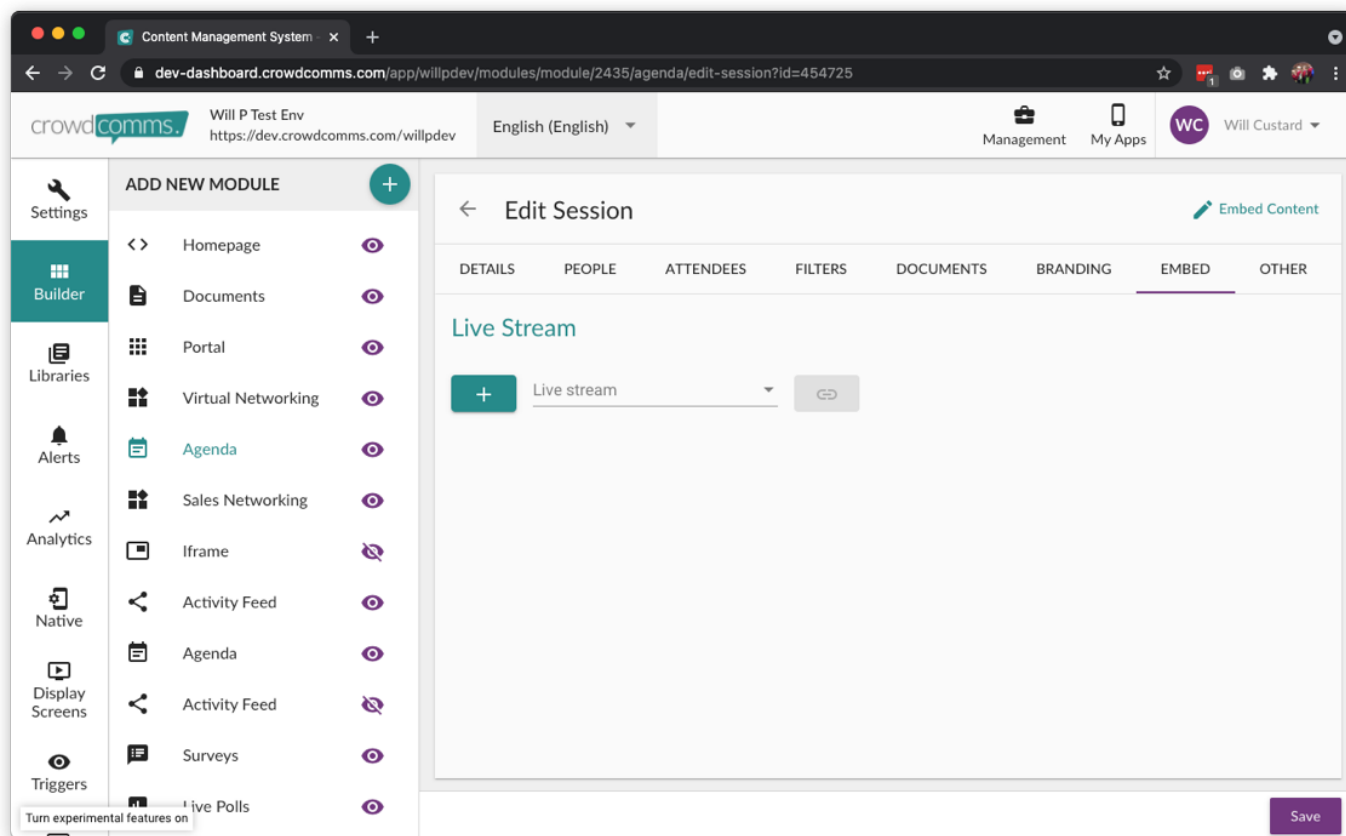 Content Management System
dev-dashboard.crowdcomms.com/app/willpdev/modules/module/2435/agenda/edit-session?id=454725
1
crowdcomms.
Will P Test Env
https://dev.crowdcomms.com/willpdev
English (English)
Management
My Apps
WC
Will Custard
Settings
Builder
Libraries
Alerts
Analytics
Native
Display
Screens
Triggers
Turn experimental features on
ADD NEW MODULE
Homepage
Documents
Portal
Virtual Networking
Agenda
Sales Networking
Iframe
Activity Feed
Agenda
Activity Feed
Surveys
Live Polls
Edit Session
Embed Content
DETAILS PEOPLE ATTENDEES FILTERS DOCUMENTS BRANDING EMBED OTHER
Live Stream
Live stream
Save